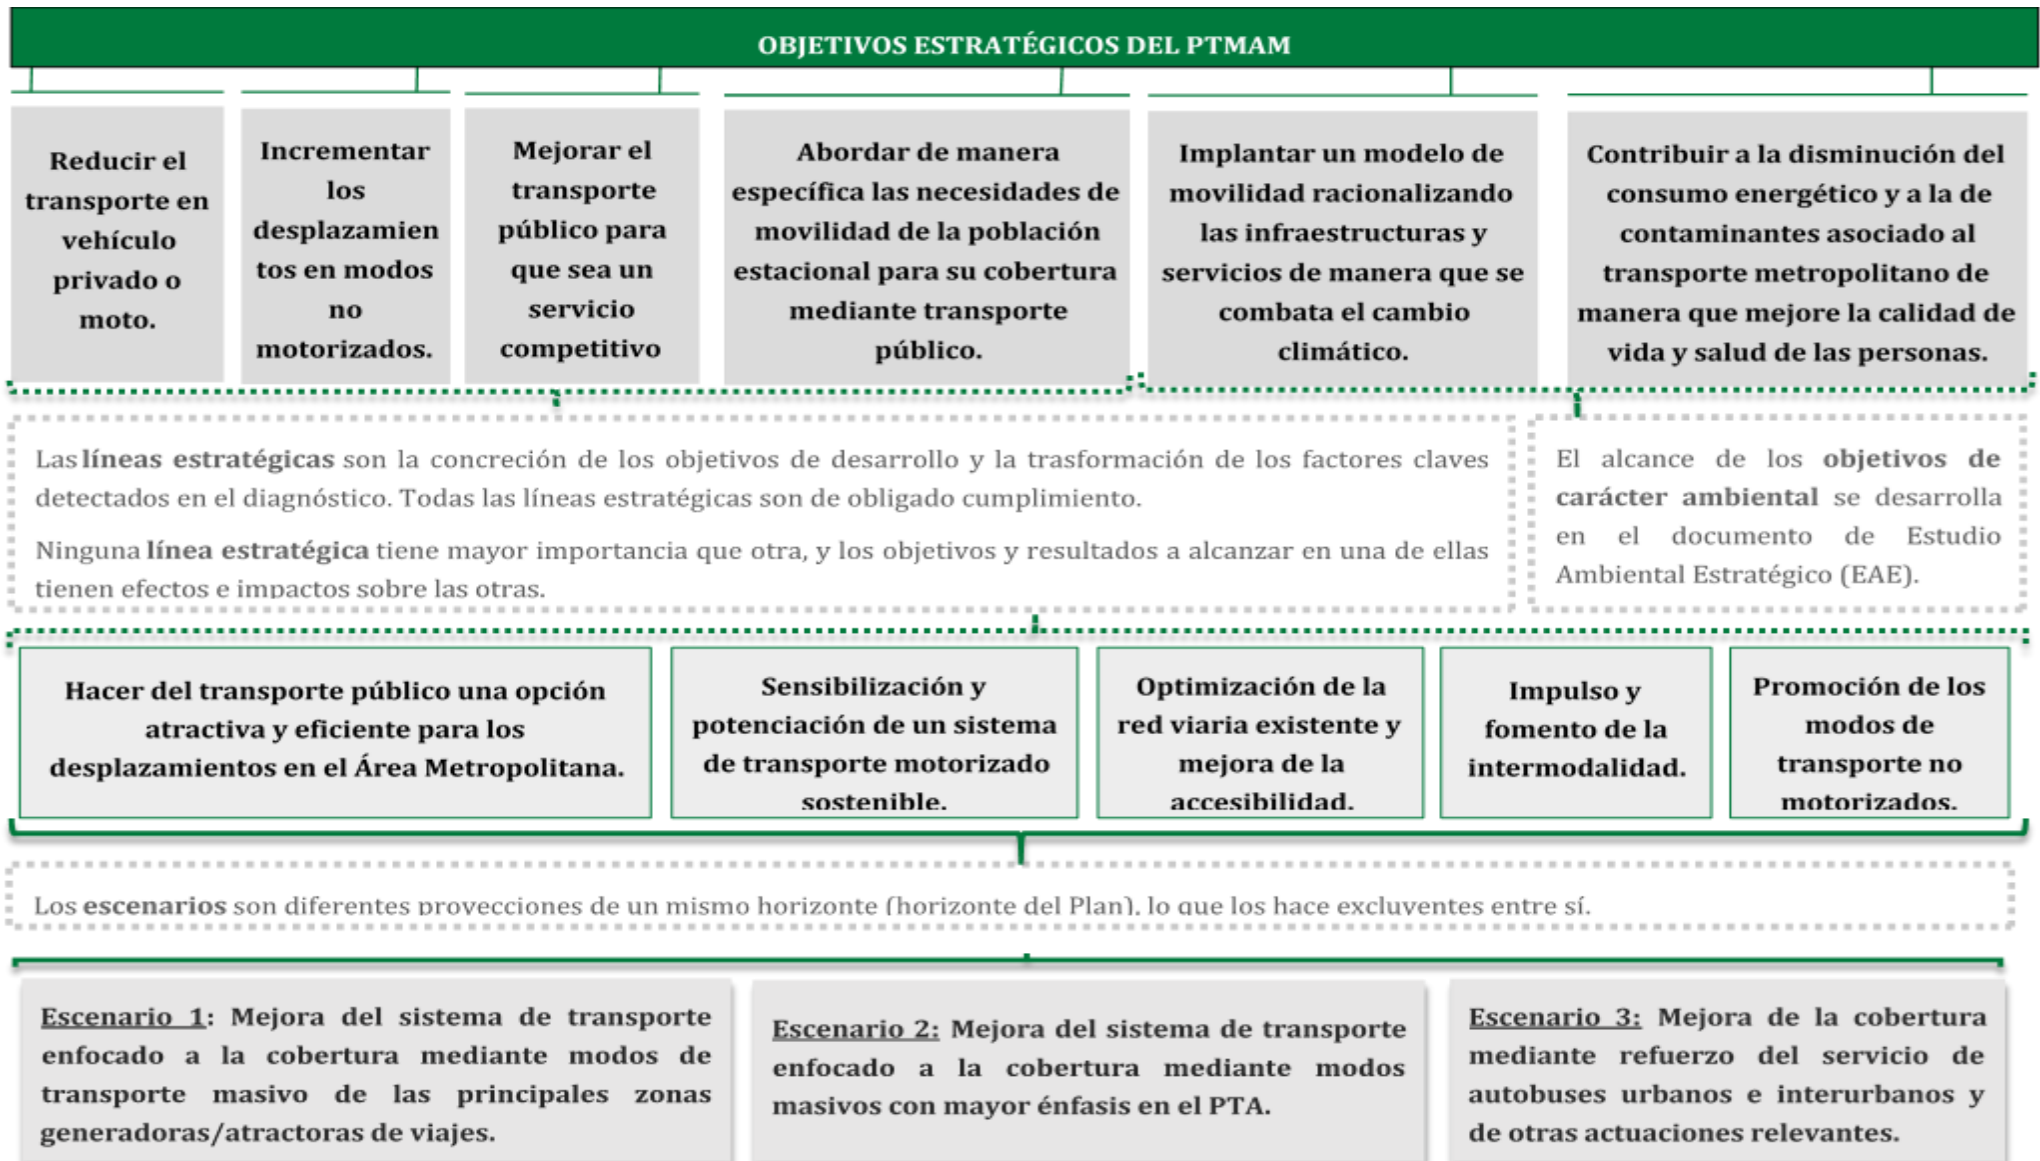 OBJETIVOS ESTRATÉGICOS DEL PTMAM
Reducir el
transporte en
vehículo
privado o
moto.
Incrementar
los
desplazamien
tos en modos
no
motorizados.
Mejorar el
transporte
público para
que sea un
servicio
competitivo
Abordar de manera
específica las necesidades de
movilidad de la población
estacional para su cobertura
mediante transporte
público.
Implantar un modelo de
movilidad racionalizando
las infraestructuras y
servicios de manera que se
combata el cambio
climático.
Contribuir a la disminución del
consumo energético y a la de
contaminantes asociado al
transporte metropolitano de
manera que mejore la calidad de
vida y salud de las personas.
Las líneas estratégicas son la concreción de los objetivos de desarrollo y la trasformación de los factores claves
detectados en el diagnóstico. Todas las líneas estratégicas son de obligado cumplimiento.
Ninguna línea estratégica tiene mayor importancia que otra, y los objetivos y resultados a alcanzar en una de ellas
tienen efectos e impactos sobre las otras.
El alcance de los objetivos de
carácter ambiental se desarrolla
en el documento de Estudio
Ambiental Estratégico (EAE).
Hacer del transporte público una opción
atractiva y eficiente para los
desplazamientos en el Área Metropolitana.
Sensibilización y
potenciación de un sistema
de transporte motorizado
sostenible.
Optimización de la
red viaria existente y
mejora de la
accesibilidad.
Impulso y
fomento de la
intermodalidad.
Promoción de los
modos de
transporte no
motorizados.
Los escenarios son diferentes proyecciones de un mismo horizonte (horizonte del Plan), lo que los hace excluyentes entre sí.
Escenario 1: Mejora del sistema de transporte
enfocado a la cobertura mediante modos de
transporte masivo de las principales zonas
generadoras/atractoras de viajes.
Escenario 2: Mejora del sistema de transporte
enfocado a la cobertura mediante modos
masivos con mayor énfasis en el PTA.
Escenario 3: Mejora de la cobertura
mediante refuerzo del servicio de
autobuses urbanos e interurbanos y
de otras actuaciones relevantes.